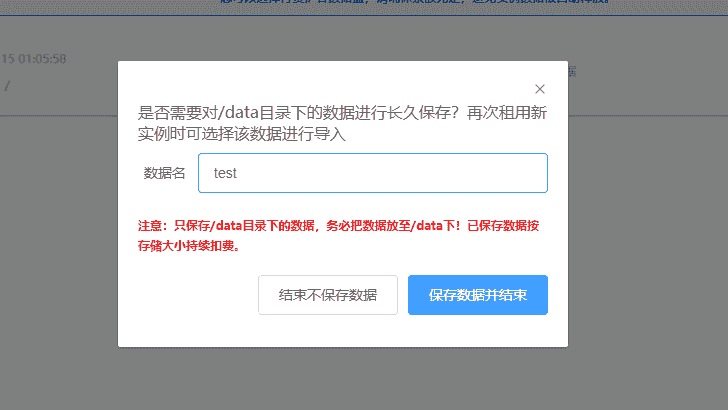 15 01:05:58
/
据
是否需要对/data目录下的数据进行长久保存？再次租用新
实例时可选择该数据进行导入
数据名
test
注意：只保存/data目录下的数据，务必把数据放至/data下！已保存数据按
存储大小持续扣费。
结束不保存数据
保存数据并结束